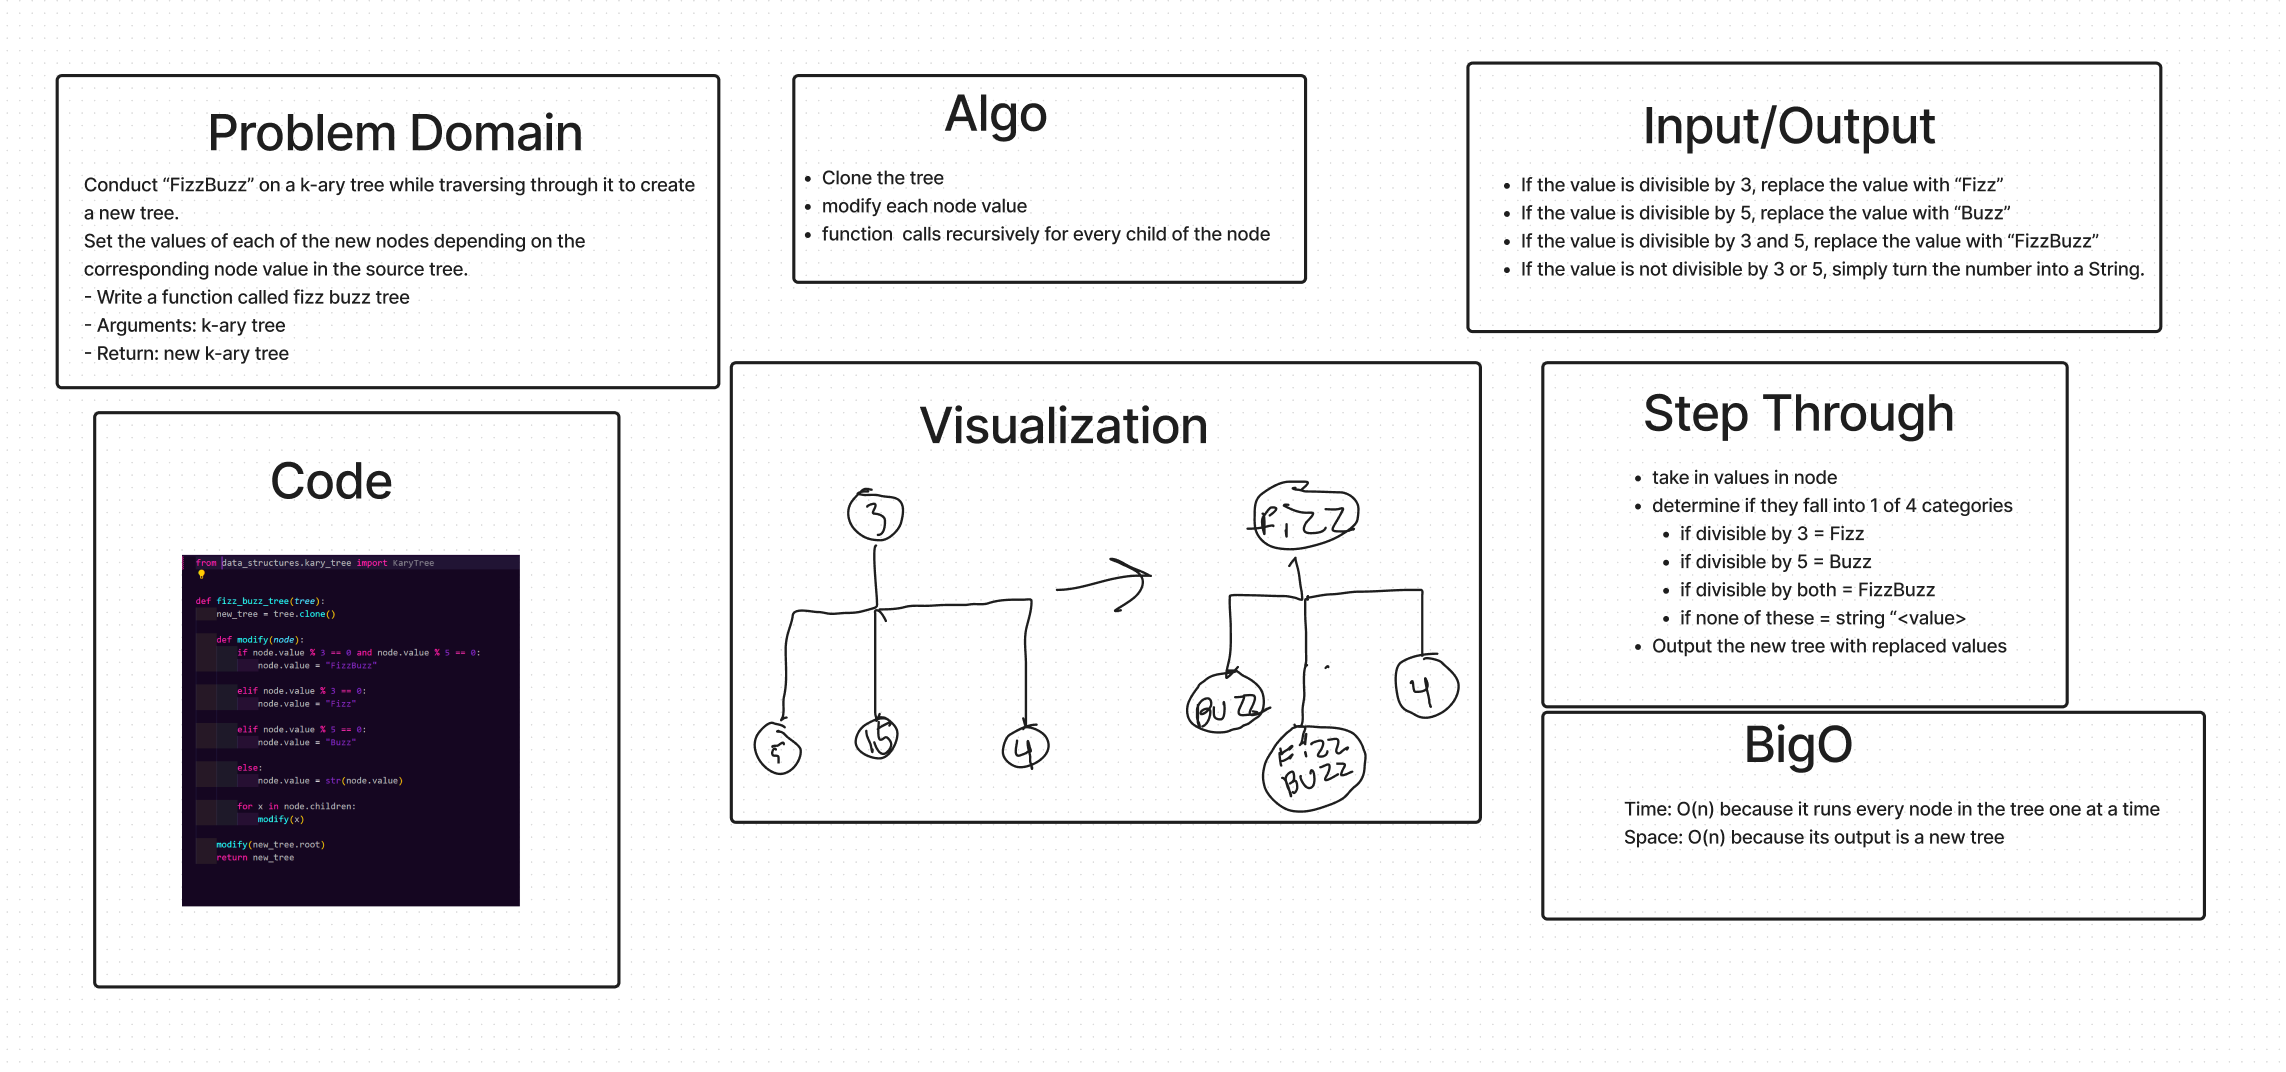 Problem Domain
Conduct “FizzBuzz” on a k-ary tree while traversing through it to create
a new tree.
Set the values of each of the new nodes depending on the
corresponding node value in the source tree.
- Write a function called fizz buzz tree
- Arguments: k-ary tree
- Return: new k-ary tree
Algo
• Clone the tree
• modify each node value
• function  calls recursively for every child of the node
Input/Output
• If the value is divisible by 3, replace the value with “Fizz”
• If the value is divisible by 5, replace the value with “Buzz”
• If the value is divisible by 3 and 5, replace the value with “FizzBuzz”
• If the value is not divisible by 3 or 5, simply turn the number into a String.
Code
from data_structures.kary_tree import KaryTree
def fizz_buzz_tree(tree):
new_tree = tree.clone()
def modify(node):
if node.value % 3 == 0 and node.value % 5 == 0:
node.value = "FizzBuzz"
elif node.value % 3 == 0:
node.value = "Fizz"
elif node.value % 5 == 0:
node.value = "Buzz"
else:
node.value = str(node.value)
for x in node.children:
modify(x)
modify(new_tree.root)
return new_tree
Visualization
3
5
15
4
FiZZ
BUZZ
FiZZ
BUZZ
4
Step Through
• take in values in node
• determine if they fall into 1 of 4 categories
• if divisible by 3 = Fizz
• if divisible by 5 = Buzz
• if divisible by both = FizzBuzz
• if none of these = string “<value>
• Output the new tree with replaced values
BigO
Time: O(n) because it runs every node in the tree one at a time
Space: O(n) because its output is a new tree